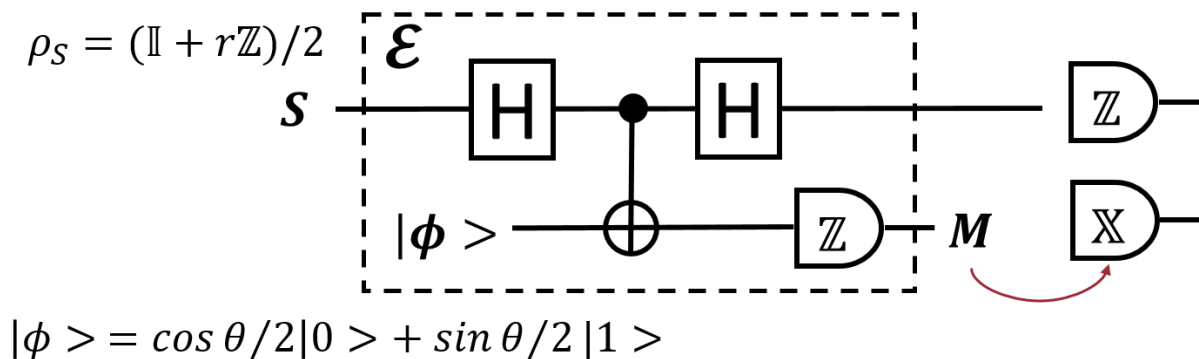 ρ_S = (𝕀 + rℤ)/2
ℰ
S
H
H
ℤ
|ϕ >
ℤ
M
𝕏
|ϕ > = cos θ/2|0 > + sin θ/2 |1 >